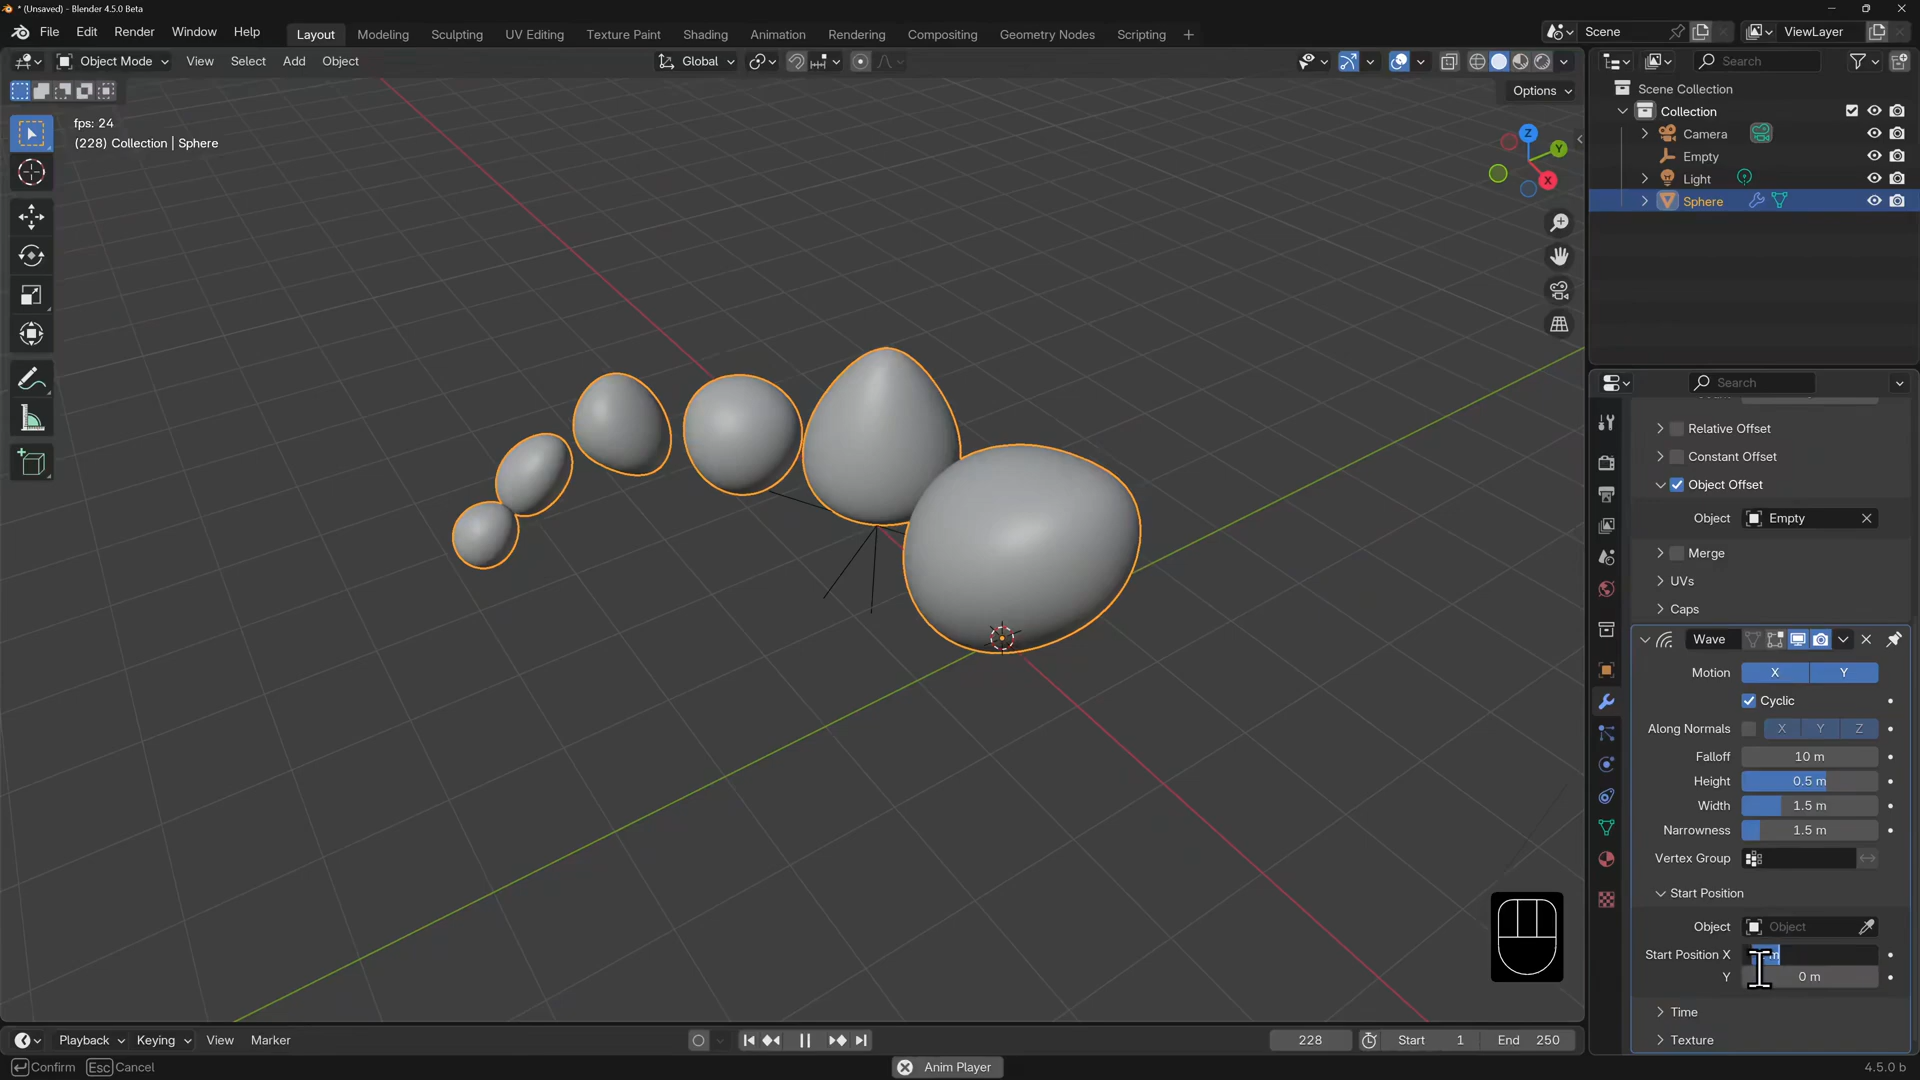 * (Unsaved) - Blender 4.5.0 Beta
File Edit Render Window Help
Layout Modeling Sculpting UV Editing Texture Paint Shading Animation Rendering Compositing Geometry Nodes Scripting +
Scene
ViewLayer
Object Mode View Select Add Object
Global
Search
Options
fps: 24
(228) Collection | Sphere
Z
Y
X
Scene Collection
Collection
Camera
Empty
Light
Sphere
Search
Relative Offset
Constant Offset
Object Offset
Object Empty
Merge
UVs
Caps
Wave
Motion X Y
Cyclic
Along Normals X Y Z
Falloff 10 m
Height 0.5 m
Width 1.5 m
Narrowness 1.5 m
Vertex Group
Start Position
Object Object
Start Position X m
Y 0 m
Time
Texture
Playback Keying View Marker
228 Start 1 End 250
Confirm Esc Cancel
Anim Player
4.5.0 b